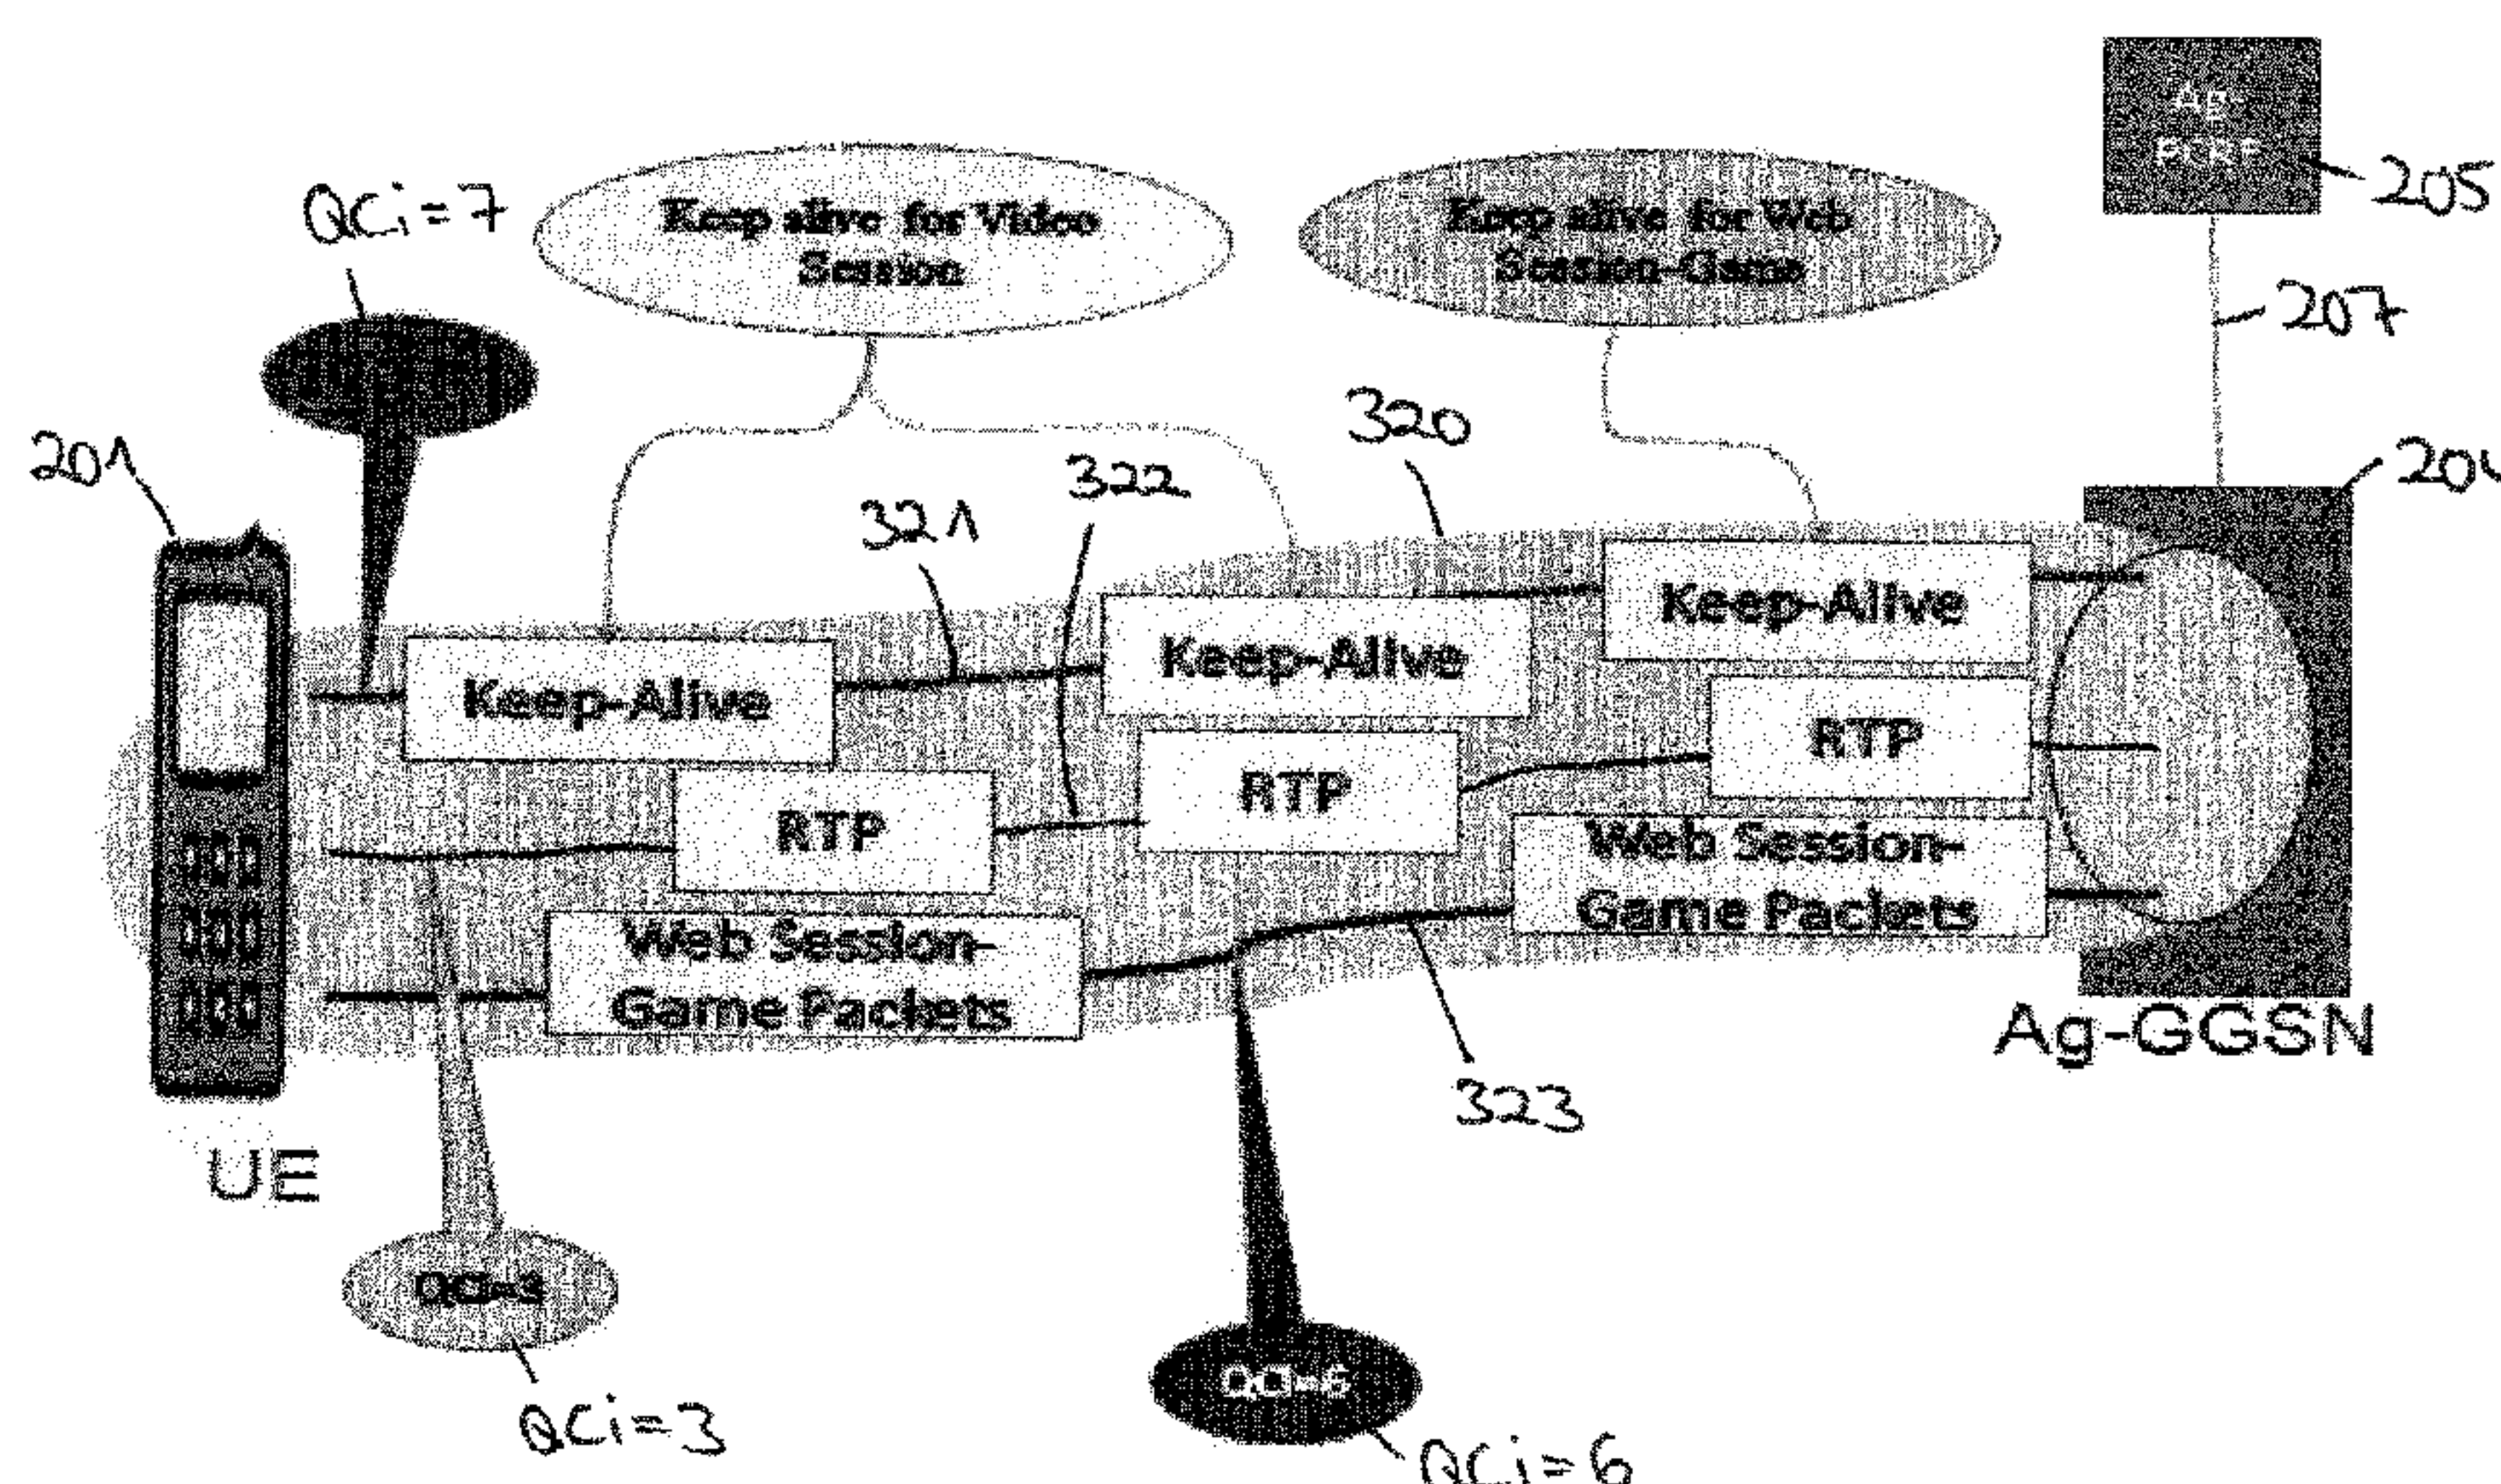 Ag-
205
QCi=7
Keep alive for Video
Session
Keep alive for Web
Session-Game
207
201
320
322
321
204
Keep-Alive
Keep-Alive
Keep-Alive
RTP
RTP
RTP
Web Session-
Game Packets
Web Session-
Game Packets
Ag-GGSN
323
UE
QCi=3
QCi=3
QCi=6
QCi=6